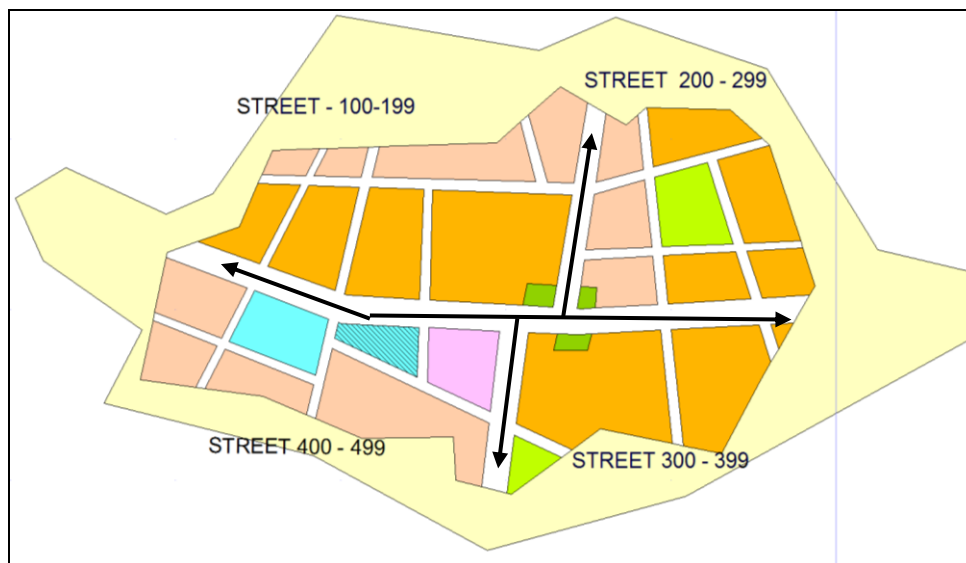 STREET  200 - 299
STREET - 100-199
STREET 400 - 499
STREET 300 - 399